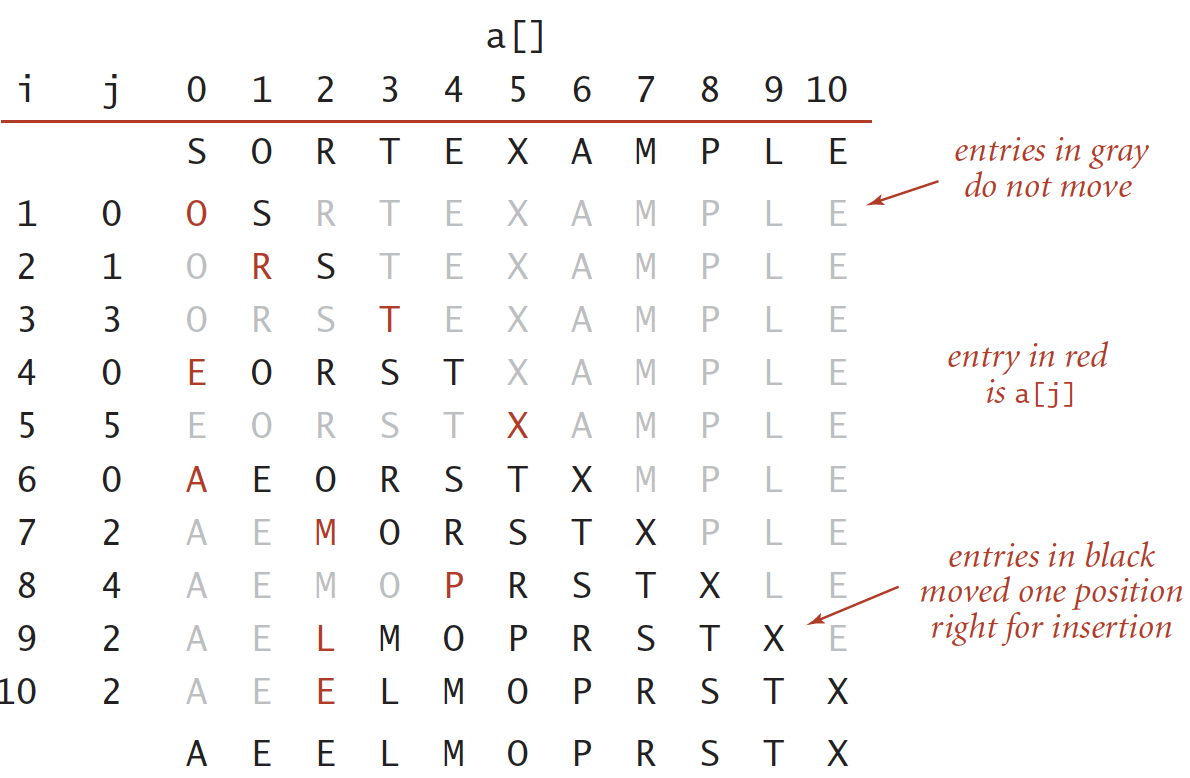 a[]
i j 0 1 2 3 4 5 6 7 8 9 10
S O R T E X A M P L E
entries in gray
do not move
1 0 O S R T E X A M P L E
2 1 O R S T E X A M P L E
3 3 O R S T E X A M P L E
4 0 E O R S T X A M P L E
entry in red
is a[j]
5 5 E O R S T X A M P L E
6 0 A E O R S T X M P L E
7 2 A E M O R S T X P L E
8 4 A E M O P R S T X L E
entries in black
moved one position
right for insertion
9 2 A E L M O P R S T X E
10 2 A E E L M O P R S T X
A E E L M O P R S T X